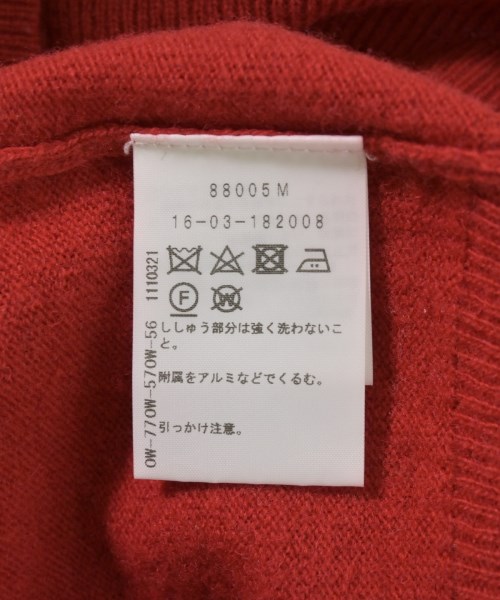 88005M
16-03-182008
F
W
ししゅう部分は強く洗わないこ
と。
附属をアルミなどでくるむ。
引っかけ注意。
OW-770W-570W-56 1110321